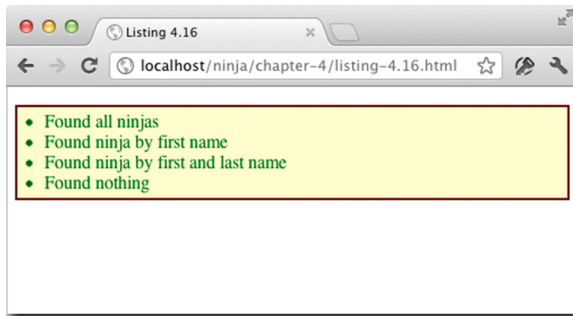 Listing 4.16
localhost/ninja/chapter-4/listing-4.16.html
Found all ninjas
Found ninja by first name
Found ninja by first and last name
Found nothing